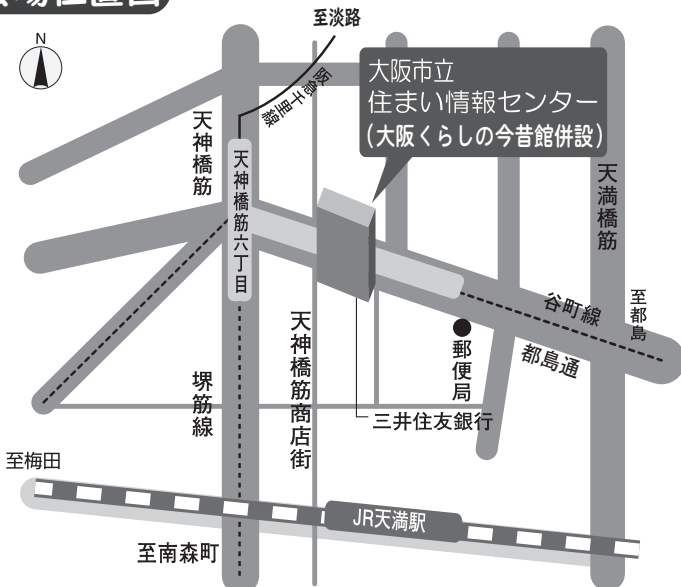 会場位置図
至淡路
N
阪急千里線
大阪市立
住まい情報センター
(大阪くらしの今昔館併設)
天神橋筋
天神橋筋六丁目
天満橋筋
谷町線
至都島
都島通
郵便局
天神橋筋商店街
堺筋線
三井住友銀行
至梅田
JR天満駅
至南森町